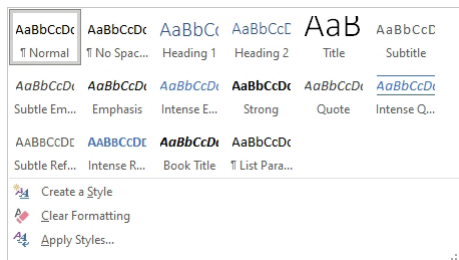 AaBbCcDc AaBbCcDc AaBbCc AaBbCcD AaB AaBbCcD
¶ Normal ¶ No Spac... Heading 1 Heading 2 Title Subtitle
AaBbCcDc AaBbCcDc AaBbCcDc AaBbCcDc AaBbCcDc AaBbCcDc
Subtle Em... Emphasis Intense E... Strong Quote Intense Q...
AABBCCDE AABBCCDE AaBbCcDc AaBbCcDc
Subtle Ref... Intense R... Book Title ¶ List Para...
Create a Style
Clear Formatting
Apply Styles...